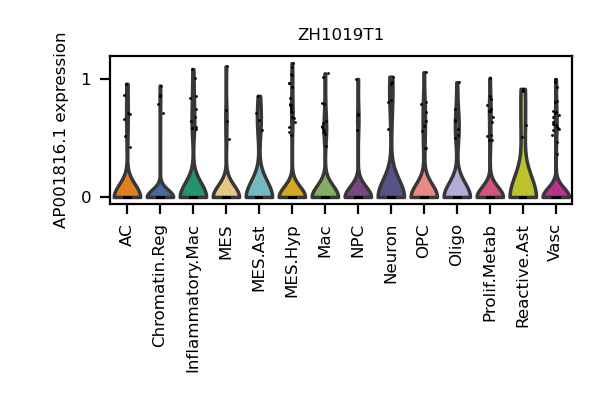 ZH1019T1
AP001816.1 expression
1
0
AC
Chromatin.Reg
Inflammatory.Mac
MES
MES.Ast
MES.Hyp
Mac
NPC
Neuron
OPC
Oligo
Prolif.Metab
Reactive.Ast
Vasc